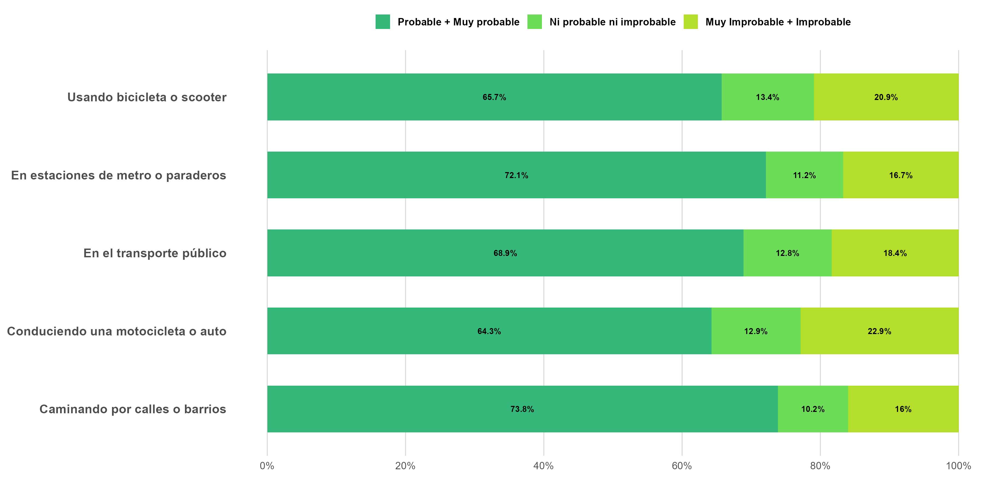 Probable + Muy probable Ni probable ni improbable Muy Improbable + Improbable
Usando bicicleta o scooter 65.7% 13.4% 20.9%
En estaciones de metro o paraderos 72.1% 11.2% 16.7%
En el transporte público 68.9% 12.8% 18.4%
Conduciendo una motocicleta o auto 64.3% 12.9% 22.9%
Caminando por calles o barrios 73.8% 10.2% 16%
0% 20% 40% 60% 80% 100%